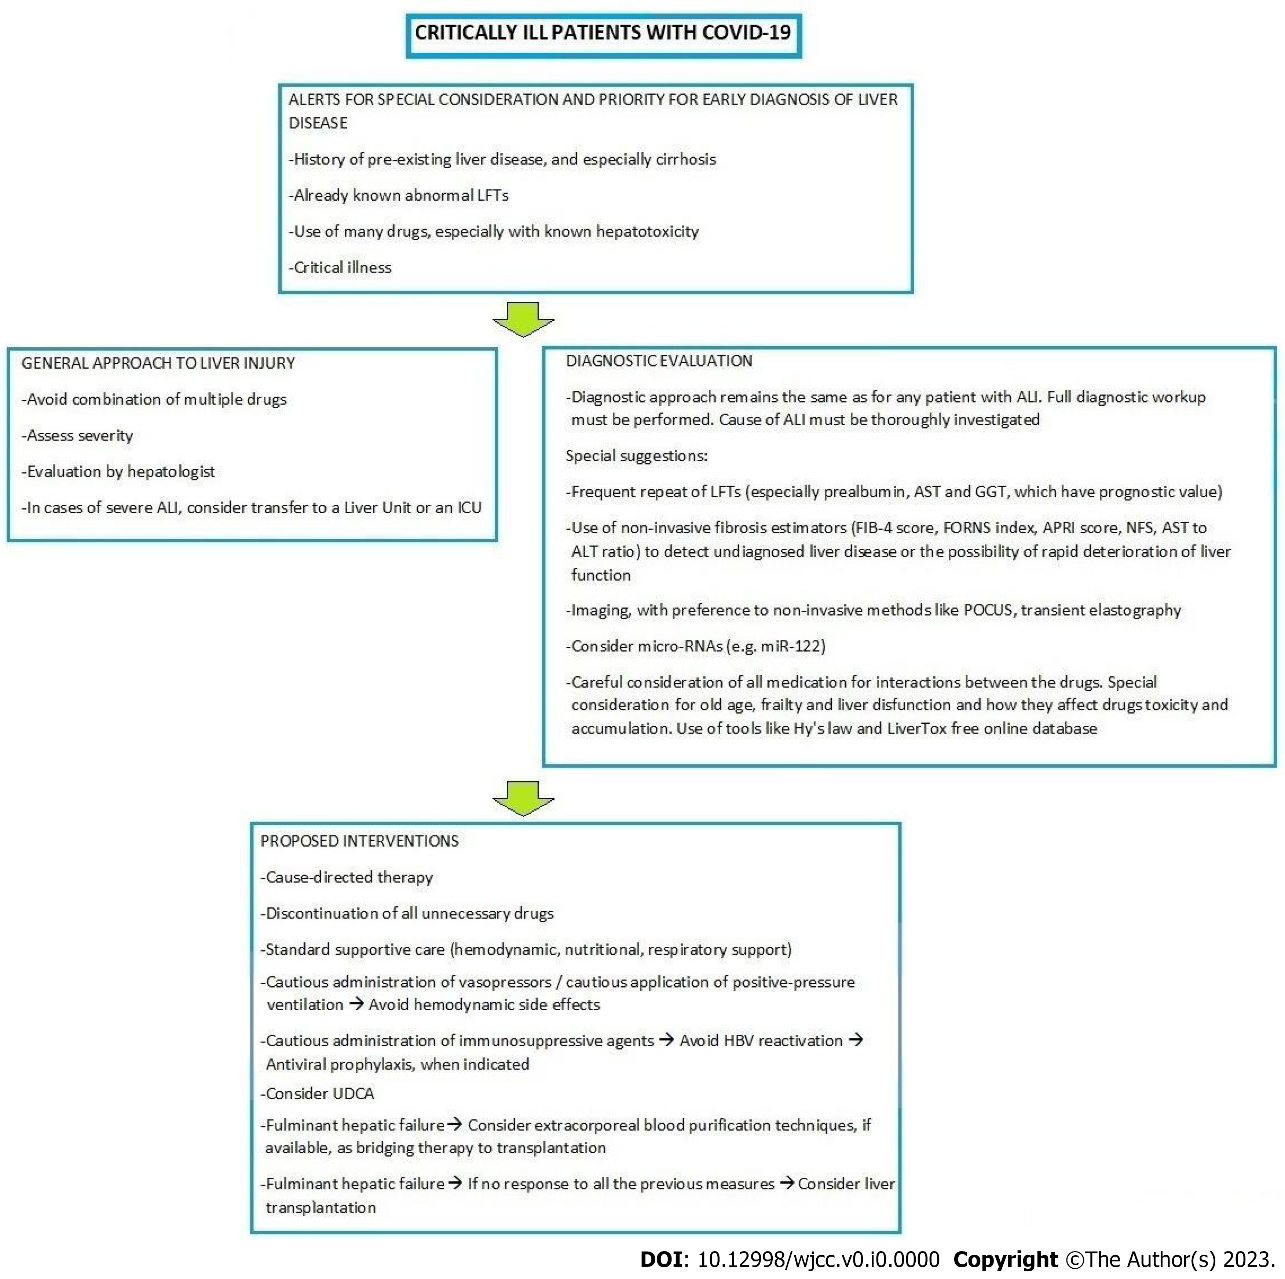 CRITICALLY ILL PATIENTS WITH COVID-19
ALERTS FOR SPECIAL CONSIDERATION AND PRIORITY FOR EARLY DIAGNOSIS OF LIVER
DISEASE
-History of pre-existing liver disease, and especially cirrhosis
-Already known abnormal LFTs
-Use of many drugs, especially with known hepatotoxicity
-Critical illness
GENERAL APPROACH TO LIVER INJURY
-Avoid combination of multiple drugs
-Assess severity
-Evaluation by hepatologist
-In cases of severe ALI, consider transfer to a Liver Unit or an ICU
DIAGNOSTIC EVALUATION
-Diagnostic approach remains the same as for any patient with ALI. Full diagnostic workup
must be performed. Cause of ALI must be thoroughly investigated
Special suggestions:
-Frequent repeat of LFTs (especially prealbumin, AST and GGT, which have prognostic value)
-Use of non-invasive fibrosis estimators (FIB-4 score, FORNS index, APRI score, NFS, AST to
ALT ratio) to detect undiagnosed liver disease or the possibility of rapid deterioration of liver
function
-Imaging, with preference to non-invasive methods like POCUS, transient elastography
-Consider micro-RNAs (e.g. miR-122)
-Careful consideration of all medication for interactions between the drugs. Special
consideration for old age, frailty and liver disfunction and how they affect drugs toxicity and
accumulation. Use of tools like Hy's law and LiverTox free online database
PROPOSED INTERVENTIONS
-Cause-directed therapy
-Discontinuation of all unnecessary drugs
-Standard supportive care (hemodynamic, nutritional, respiratory support)
-Cautious administration of vasopressors / cautious application of positive-pressure
ventilation → Avoid hemodynamic side effects
-Cautious administration of immunosuppressive agents → Avoid HBV reactivation →
Antiviral prophylaxis, when indicated
-Consider UDCA
-Fulminant hepatic failure → Consider extracorporeal blood purification techniques, if
available, as bridging therapy to transplantation
-Fulminant hepatic failure → If no response to all the previous measures → Consider liver
transplantation
DOI: 10.12998/wjcc.v0.i0.0000 Copyright ©The Author(s) 2023.